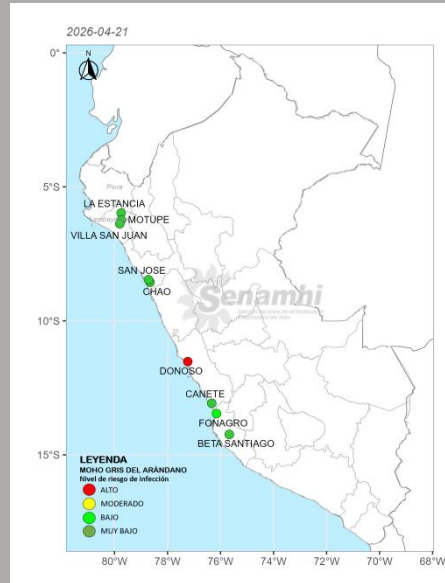 2026-04-21
N
0°
5°S
10°S
15°S
Piura
LA ESTANCIA
MOTUPE
VILLA SAN JUAN
SAN JOSE
CHAO
Senamhi
DONOSO
CANETE
FONAGRO
BETA SANTIAGO
LEYENDA
MOHO GRIS DEL ARÁNDANO
Nivel de riesgo de infección
ALTO
MODERADO
BAJO
MUY BAJO
80°W 78°W 76°W 74°W 72°W 70°W 68°W